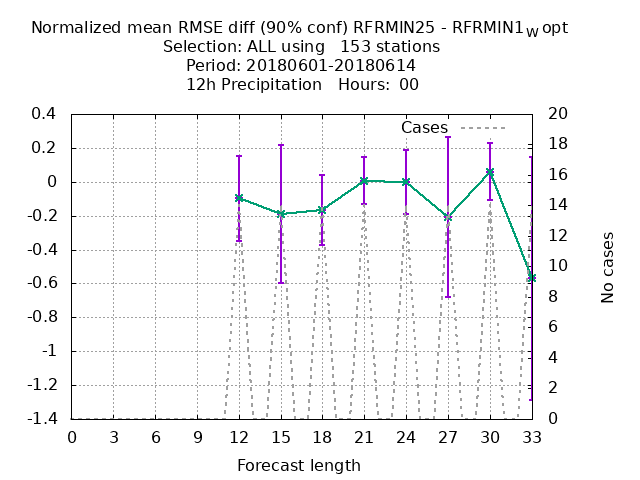 Normalized mean RMSE diff (90% conf) RFRMIN25 - RFRMIN1w opt
Selection: ALL using 153 stations
Period: 20180601-20180614
12h Precipitation Hours: 00
Cases
0.4
0.2
0
-0.2
-0.4
-0.6
-0.8
-1
-1.2
-1.4
20
18
16
14
12
10
8
6
4
2
0
No cases
0 3 6 9 12 15 18 21 24 27 30 33
Forecast length